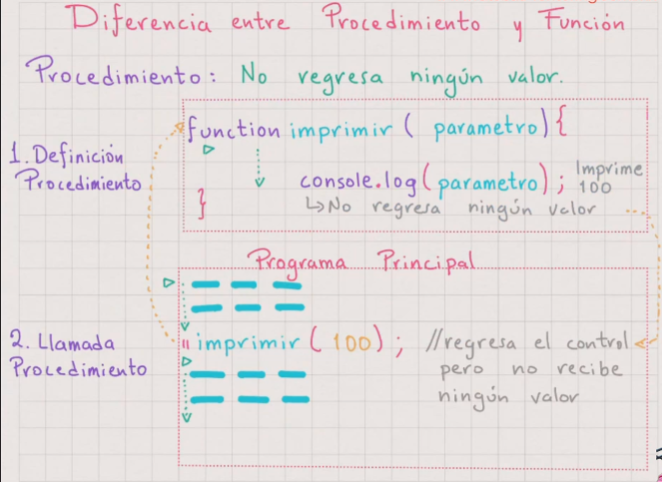 Diferencia entre Procedimiento y Función
Procedimiento: No regresa ningún valor.
1. Definición
Procedimiento
function imprimir ( parametro) {
console.log(parametro); Imprime
100
↳No regresa ningún valor
}
Programa Principal
2. Llamada
Procedimiento
imprimir (100); //regresa el control
pero no recibe
ningún valor